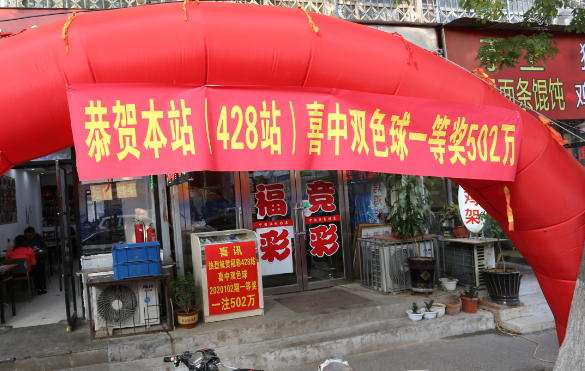 恭贺本站（428站）喜中双色球一等奖502万
面条馄饨
福彩
竞彩
鸡架
喜讯
热烈祝贺福彩428站
喜中双色球
2020102期一等奖
一注502万